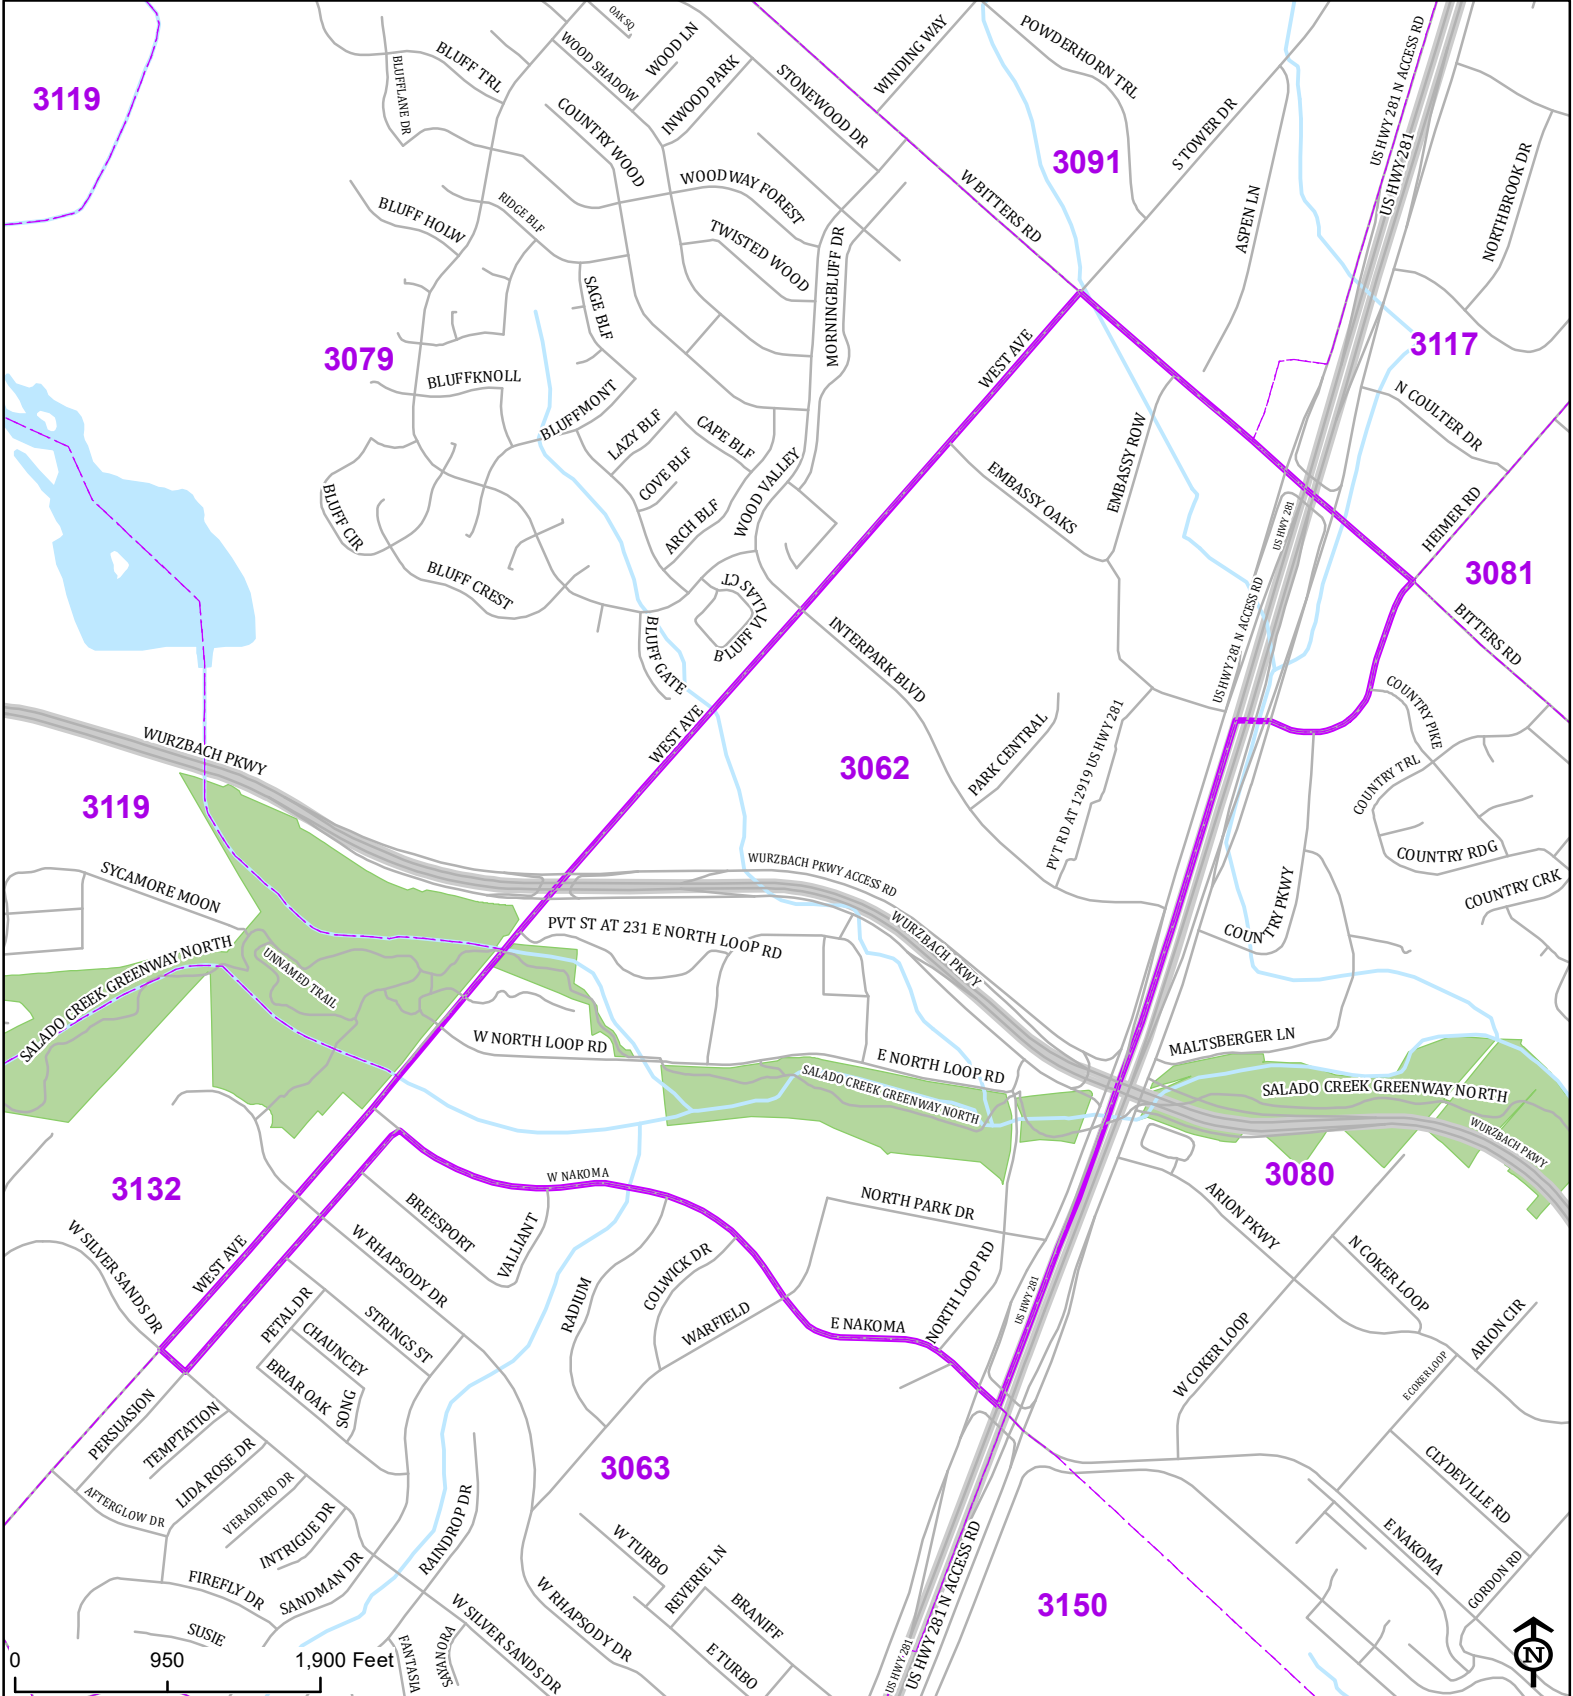 OAK SQ
WOOD LN
WOOD SHADOW
INWOOD PARK
BLUFF TRL
BLUFFLANE DR
STONEWOOD DR
WINDING WAY
POWDERHORN TRL
US HWY 281 N ACCESS RD
3119
COUNTRY WOOD
S TOWER DR
3091
US HWY 281
NORTHBROOK DR
WOODWAY FOREST
W BITTERS RD
BLUFF HOLW
RIDGE BLF
TWISTED WOOD
ASPEN LN
MORNINGBLUFF DR
SAGE BLF
3079
WEST AVE
3117
BLUFFKNOLL
BLUFFMONT
N COULTER DR
LAZY BLF
CAPE BLF
EMBASSY ROW
COVE BLF
WOOD VALLEY
EMBASSY OAKS
BLUFF CIR
ARCH BLF
US HWY 281
HEIMER RD
BLUFF CREST
3081
BLUFF VILLAS CT
US HWY 281 N ACCESS RD
BITTERS RD
BLUFF GATE
INTERPARK BLVD
COUNTRY PIKE
WEST AVE
WURZBACH PKWY
PARK CENTRAL
3062
PVT RD AT 12919 US HWY 281
COUNTRY TRL
3119
COUNTRY RDG
WURZBACH PKWY ACCESS RD
SYCAMORE MOON
COUNTRY CRK
COUNTRY PKWY
PVT ST AT 231 E NORTH LOOP RD
WURZBACH PKWY
SALADO CREEK GREENWAY NORTH
UNNAMED TRAIL
W NORTH LOOP RD
E NORTH LOOP RD
MALTSBERGER LN
SALADO CREEK GREENWAY NORTH
SALADO CREEK GREENWAY NORTH
WURZBACH PKWY
3132
W NAKOMA
3080
BREESPORT
NORTH PARK DR
ARION PKWY
W SILVER SANDS DR
VALLIANT
W RHAPSODY DR
WEST AVE
COLWICK DR
NORTH LOOP RD
US HWY 281
N COKER LOOP
RADIUM
PETAL DR
STRINGS ST
WARFIELD
E NAKOMA
ARION CIR
CHAUNCEY
W COKER LOOP
E COKER LOOP
BRIAR OAK
SONG
PERSUASION
TEMPTATION
LIDA ROSE DR
3063
CLYDEVILLE RD
AFTERGLOW DR
VERADERO DR
INTRIGUE DR
RAINDROP DR
E NAKOMA
W TURBO
REVERIE LN
US HWY 281 N ACCESS RD
GORDON RD
FIREFLY DR
SANDMAN DR
W RHAPSODY DR
BRANIFF
3150
W SILVER SANDS DR
SUSIE
FANTASIA
SAYANORA
E TURBO
US HWY 281
0 950 1,900 Feet
N